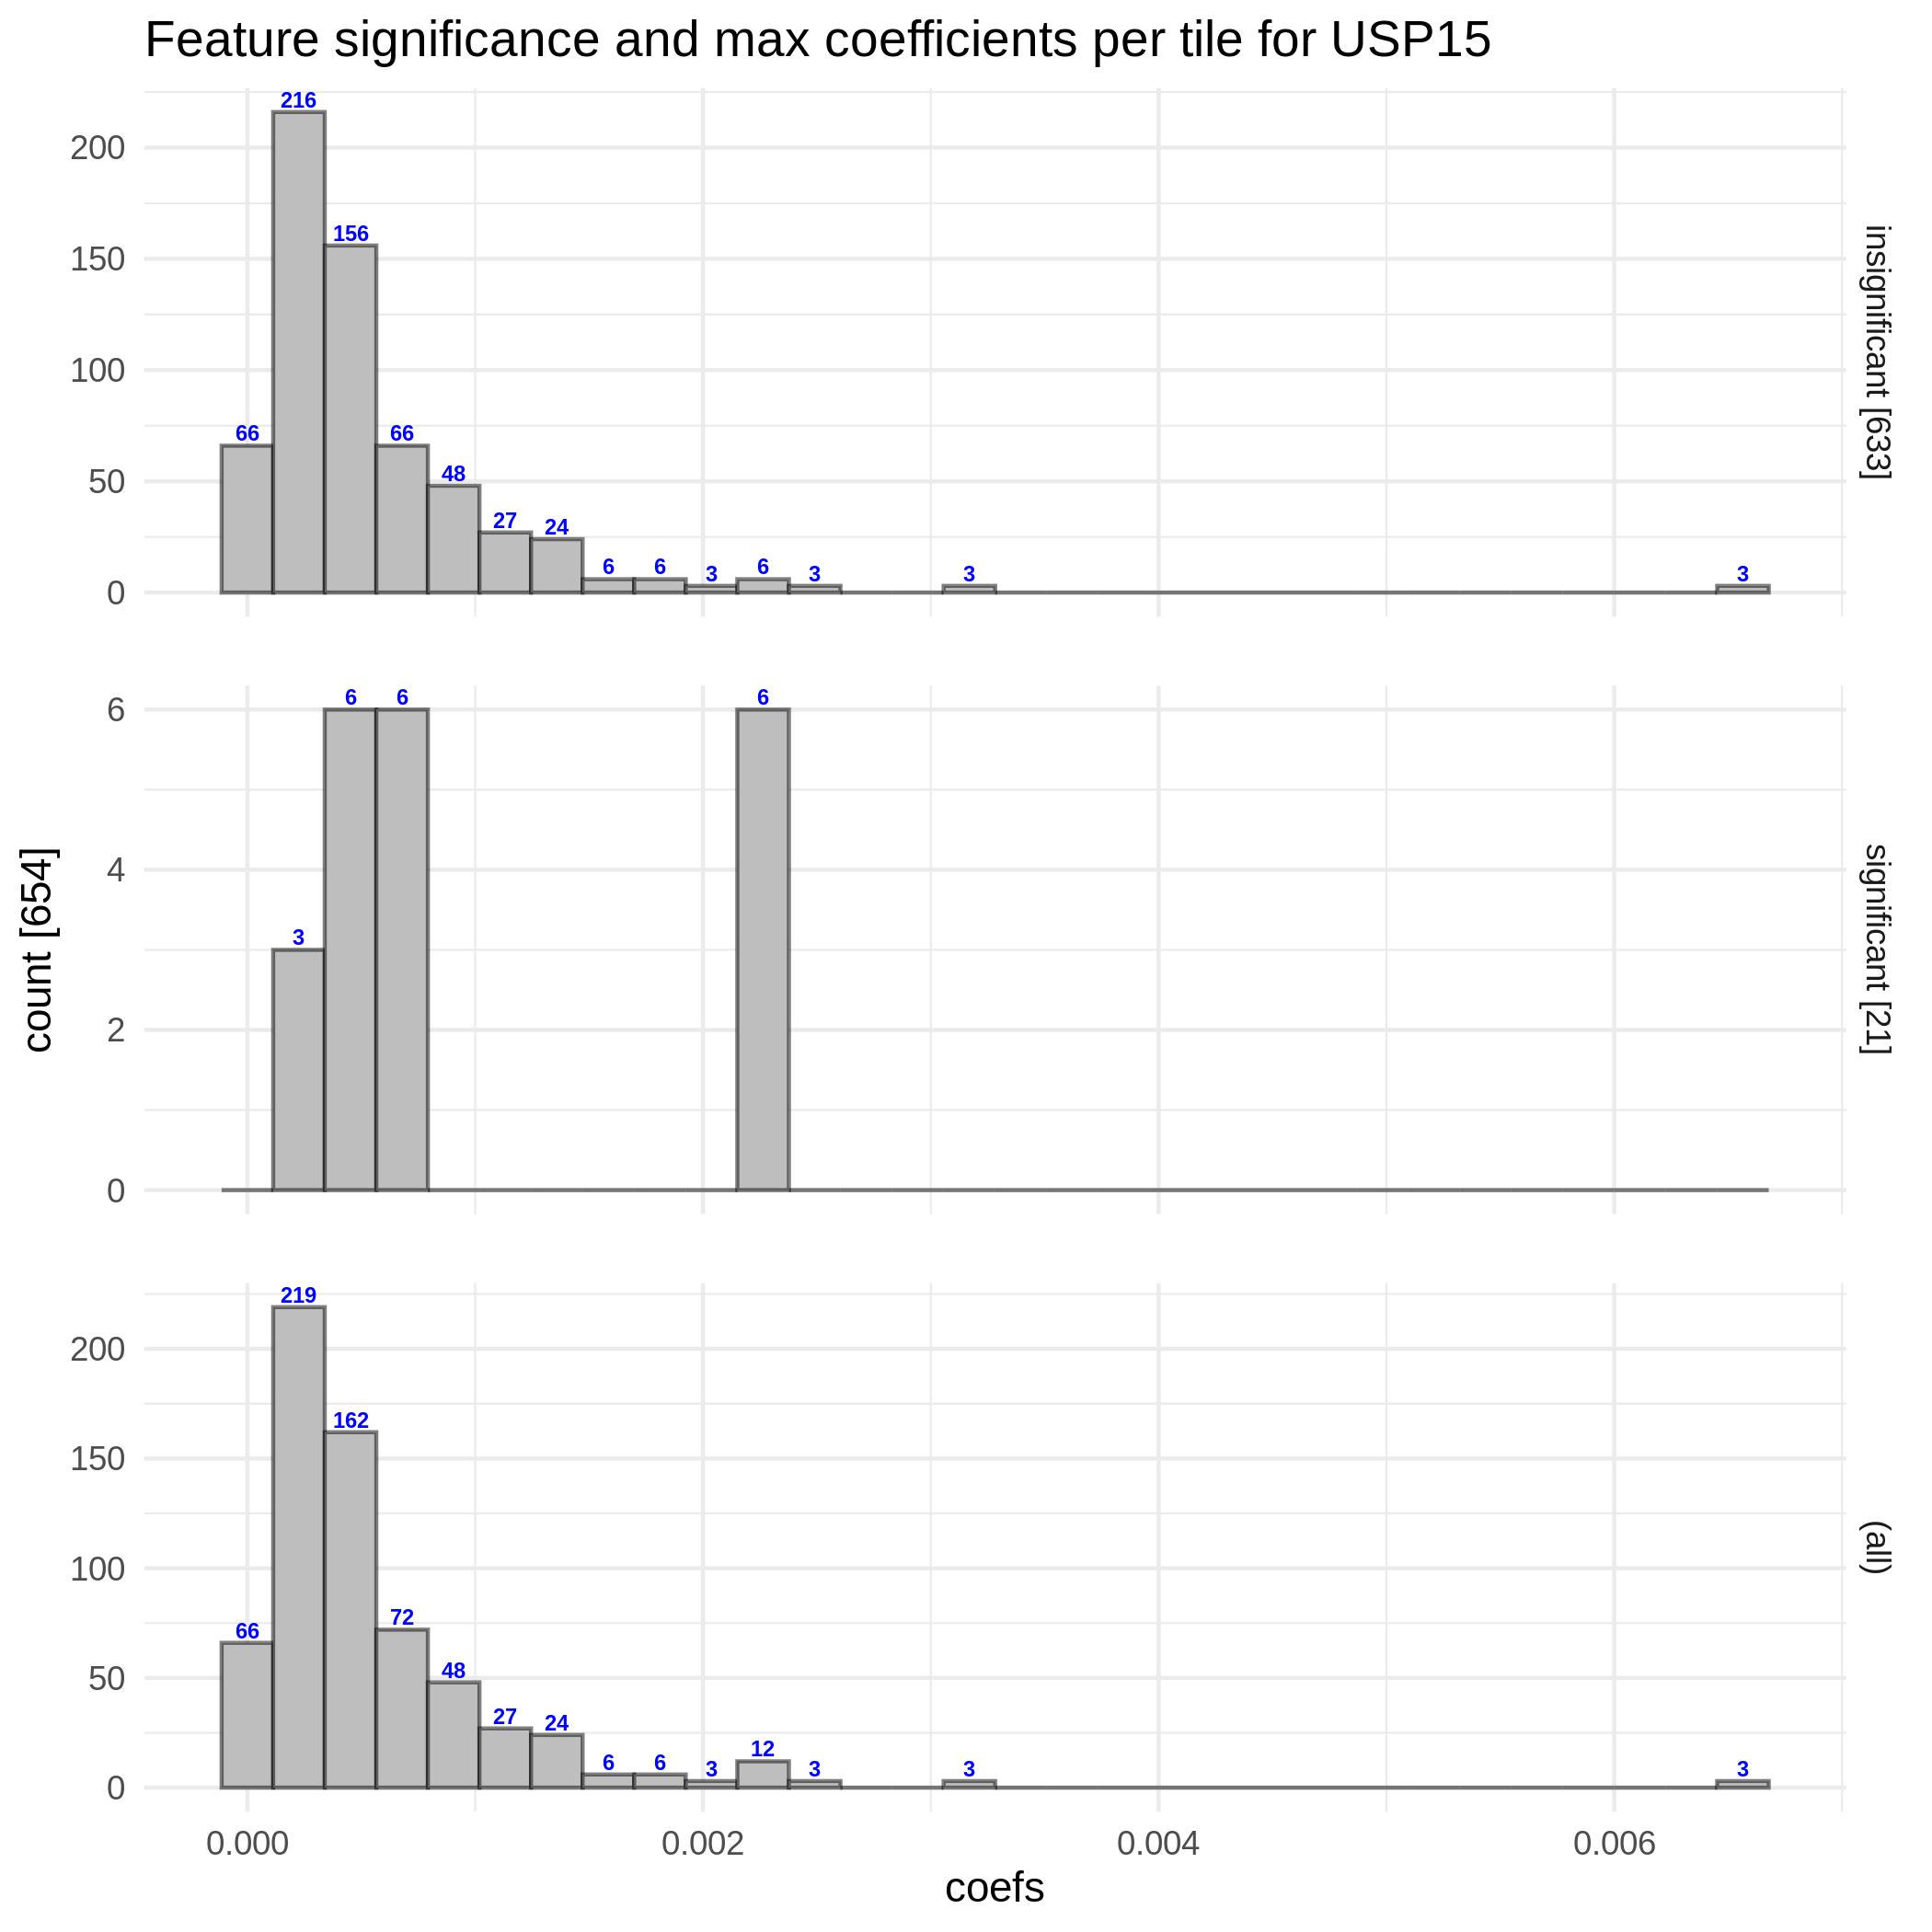 Feature significance and max coefficients per tile for USP15
216
200
156
150
100
66 66
50 48
27 24
6 6 3 6 3 3 3
0
insignificant [633]
6 6 6 6
4
3
2
0
significant [21]
count [654]
219
200
162
150
100
72
66
50 48
27 24
6 6 3 12 3 3 3
0
(all)
0.000 0.002 0.004 0.006
coefs